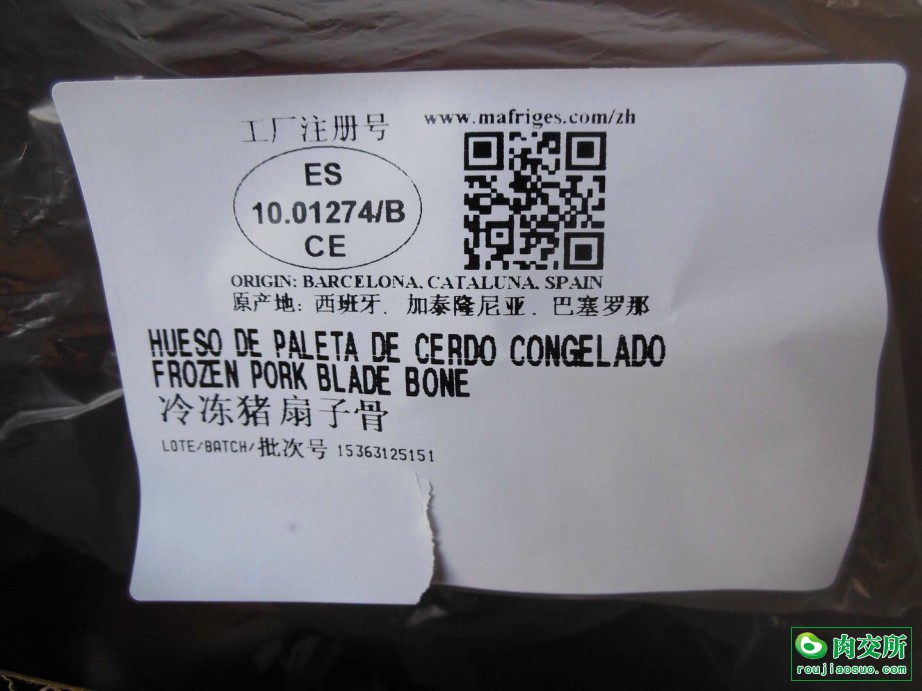 工厂注册号
www.mafriges.com/zh
ES
10.01274/B
CE
ORIGIN: BARCELONA, CATALUNA, SPAIN
原产地: 西班牙, 加泰隆尼亚, 巴塞罗那
HUESO DE PALETA DE CERDO CONGELADO
FROZEN PORK BLADE BONE
冷冻猪扇子骨
LOTE/BATCH/批次号 15363125151
肉交所
roujiaosuo.com